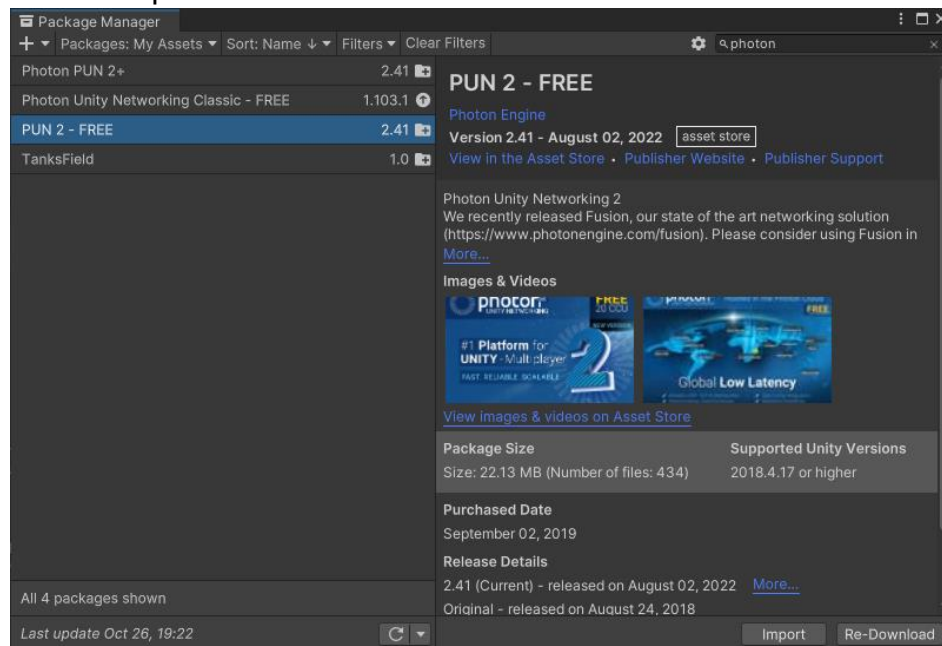 Package Manager
+ Packages: My Assets Sort: Name ↓ Filters Clear Filters photon
Photon PUN 2+ 2.41
Photon Unity Networking Classic - FREE 1.103.1
PUN 2 - FREE 2.41
TanksField 1.0
All 4 packages shown
Last update Oct 26, 19:22
PUN 2 - FREE
Photon Engine
Version 2.41 - August 02, 2022 asset store
View in the Asset Store • Publisher Website • Publisher Support
Photon Unity Networking 2
We recently released Fusion, our state of the art networking solution
(https://www.photonengine.com/fusion). Please consider using Fusion in
More...
Images & Videos
photon FREE
UNITY NETWORKING 20 CCU
#1 Platform for
UNITY - Multiplayer
2
FAST RELIABLE SCALABLE
photon
FREE
Global Low Latency
View images & videos on Asset Store
Package Size Supported Unity Versions
Size: 22.13 MB (Number of files: 434) 2018.4.17 or higher
Purchased Date
September 02, 2019
Release Details
2.41 (Current) - released on August 02, 2022 More...
Original - released on August 24, 2018
Import Re-Download